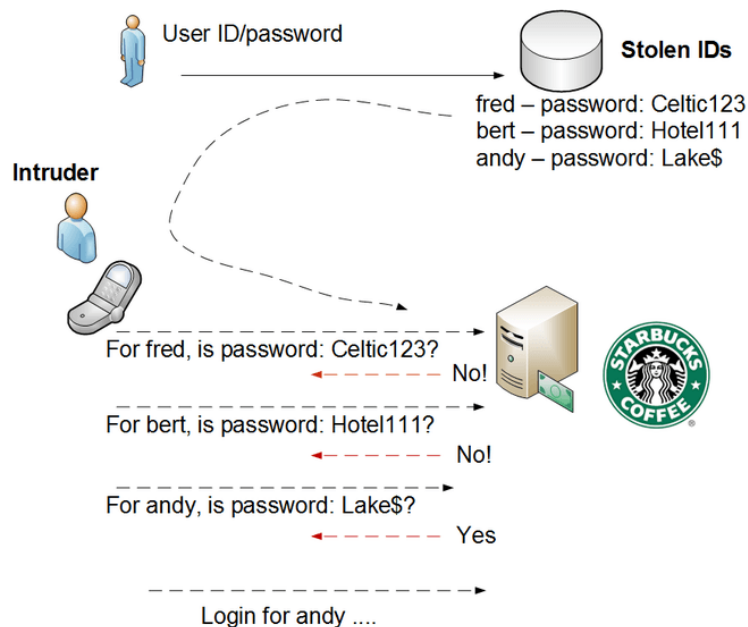 User ID/password
Stolen IDs
fred – password: Celtic123
bert – password: Hotel111
andy – password: Lake$
Intruder
For fred, is password: Celtic123?
No!
STARBUCKS
COFFEE
®
For bert, is password: Hotel111?
No!
For andy, is password: Lake$?
Yes
Login for andy ....